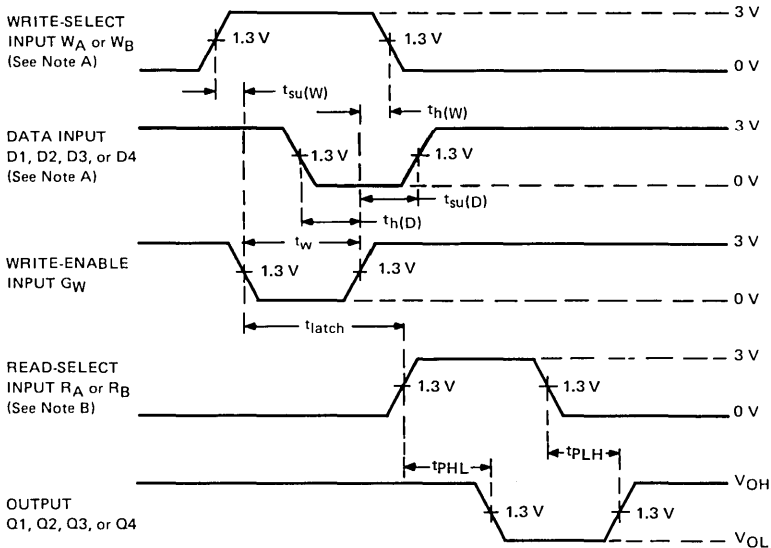 WRITE-SELECT
INPUT WA or WB
(See Note A)
1.3 V
1.3 V
3 V
0 V
tsu(W)
th(W)
DATA INPUT
D1, D2, D3, or D4
(See Note A)
1.3 V
1.3 V
3 V
0 V
tsu(D)
th(D)
WRITE-ENABLE
INPUT GW
tw
1.3 V
1.3 V
3 V
0 V
tlatch
READ-SELECT
INPUT RA or RB
(See Note B)
1.3 V
1.3 V
3 V
0 V
tPHL
tPLH
OUTPUT
Q1, Q2, Q3, or Q4
1.3 V
1.3 V
VOH
VOL